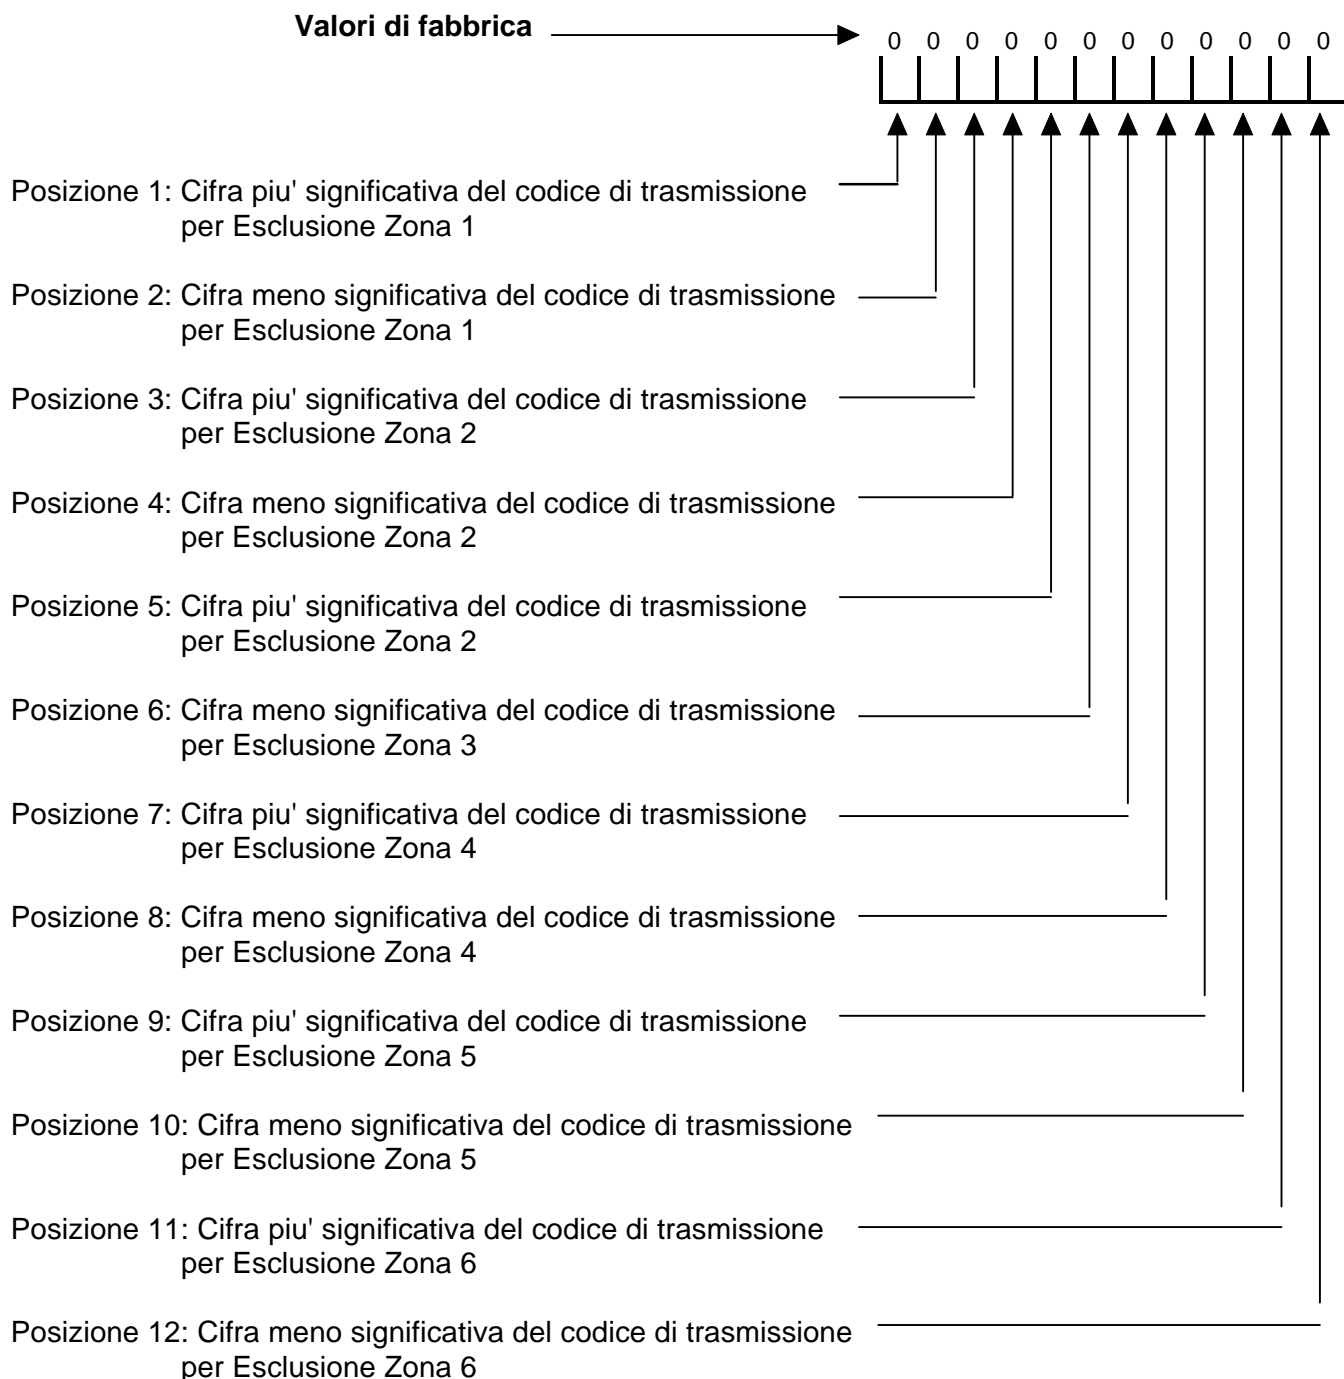 Valori di fabbrica
0 0 0 0 0 0 0 0 0 0 0 0
Posizione 1: Cifra piu' significativa del codice di trasmissione
per Esclusione Zona 1
Posizione 2: Cifra meno significativa del codice di trasmissione
per Esclusione Zona 1
Posizione 3: Cifra piu' significativa del codice di trasmissione
per Esclusione Zona 2
Posizione 4: Cifra meno significativa del codice di trasmissione
per Esclusione Zona 2
Posizione 5: Cifra piu' significativa del codice di trasmissione
per Esclusione Zona 2
Posizione 6: Cifra meno significativa del codice di trasmissione
per Esclusione Zona 3
Posizione 7: Cifra piu' significativa del codice di trasmissione
per Esclusione Zona 4
Posizione 8: Cifra meno significativa del codice di trasmissione
per Esclusione Zona 4
Posizione 9: Cifra piu' significativa del codice di trasmissione
per Esclusione Zona 5
Posizione 10: Cifra meno significativa del codice di trasmissione
per Esclusione Zona 5
Posizione 11: Cifra piu' significativa del codice di trasmissione
per Esclusione Zona 6
Posizione 12: Cifra meno significativa del codice di trasmissione
per Esclusione Zona 6